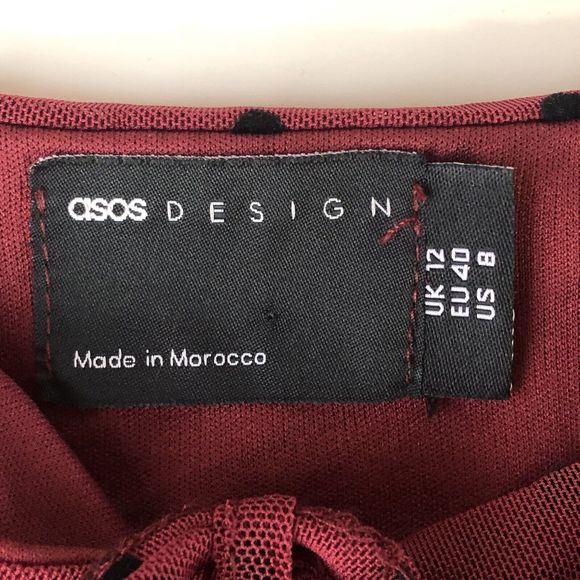 asos DESIGN
Made in Morocco
UK 12
EU 40
US 8